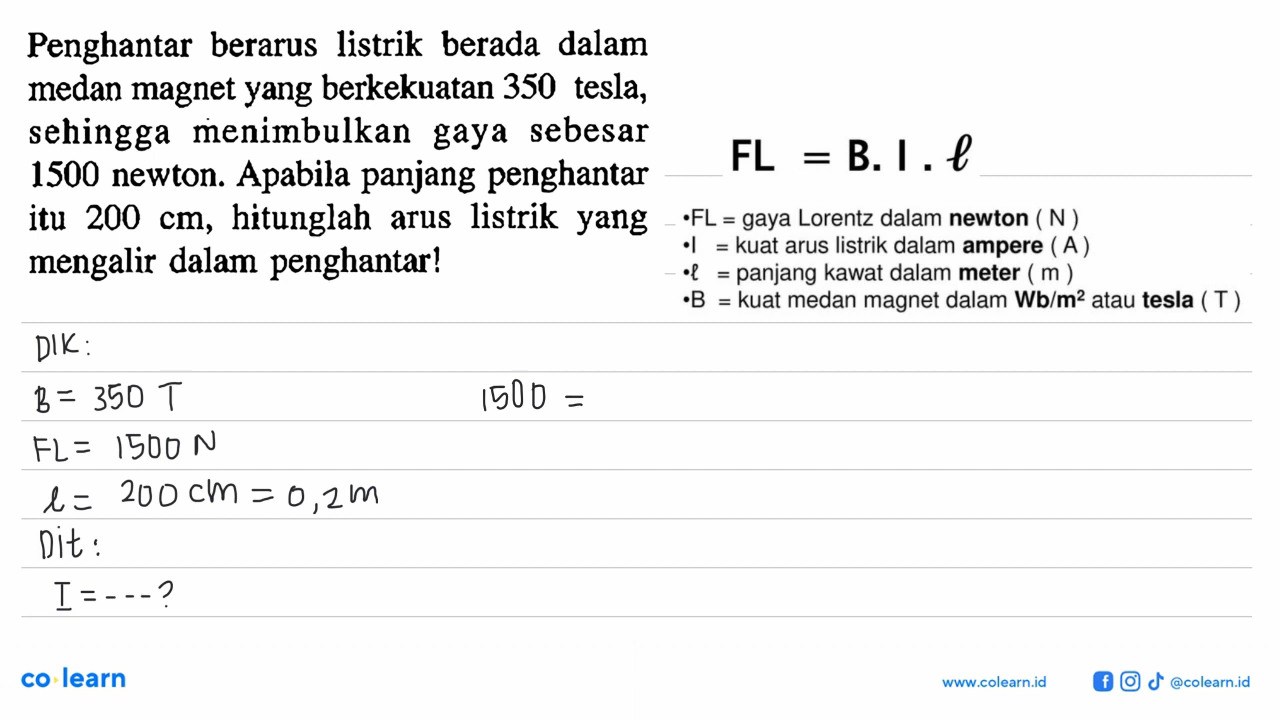 Penghantar berarus listrik berada dalam
medan magnet yang berkekuatan 350 tesla,
sehingga menimbulkan gaya sebesar
1500 newton. Apabila panjang penghantar
itu 200 cm, hitunglah arus listrik yang
mengalir dalam penghantar!
FL = B. I . ℓ
•FL = gaya Lorentz dalam newton ( N )
•I = kuat arus listrik dalam ampere ( A )
•ℓ = panjang kawat dalam meter ( m )
•B = kuat medan magnet dalam Wb/m² atau tesla ( T )
DIK:
B = 350 T
1500 =
FL = 1500 N
ℓ = 200 cm = 0,2 m
Dit:
I = ---?
co learn
www.colearn.id
@colearn.id